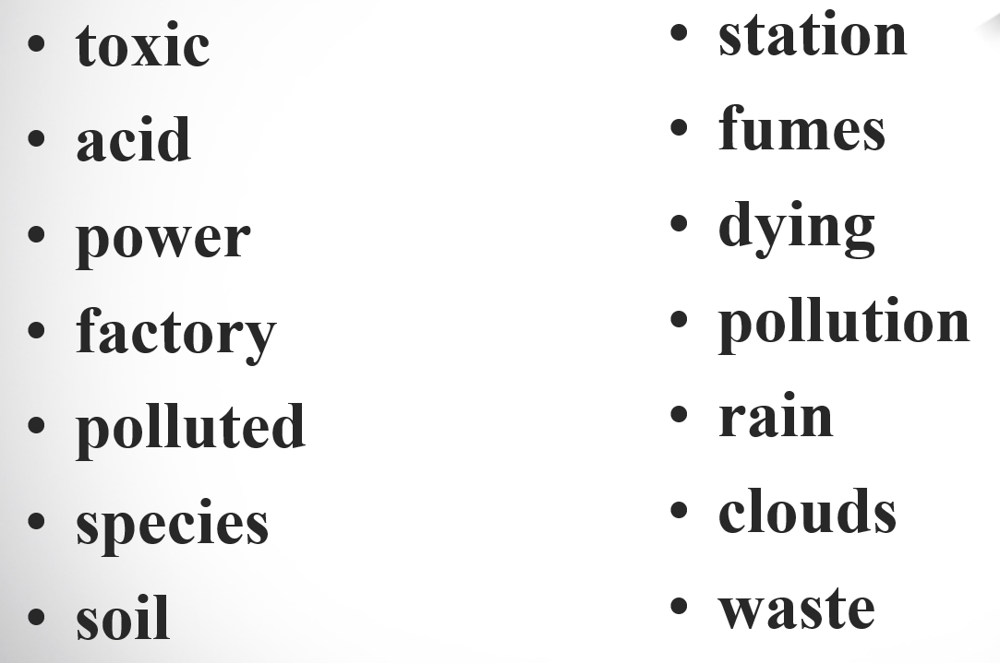 • toxic
• acid
• power
• factory
• polluted
• species
• soil
• station
• fumes
• dying
• pollution
• rain
• clouds
• waste